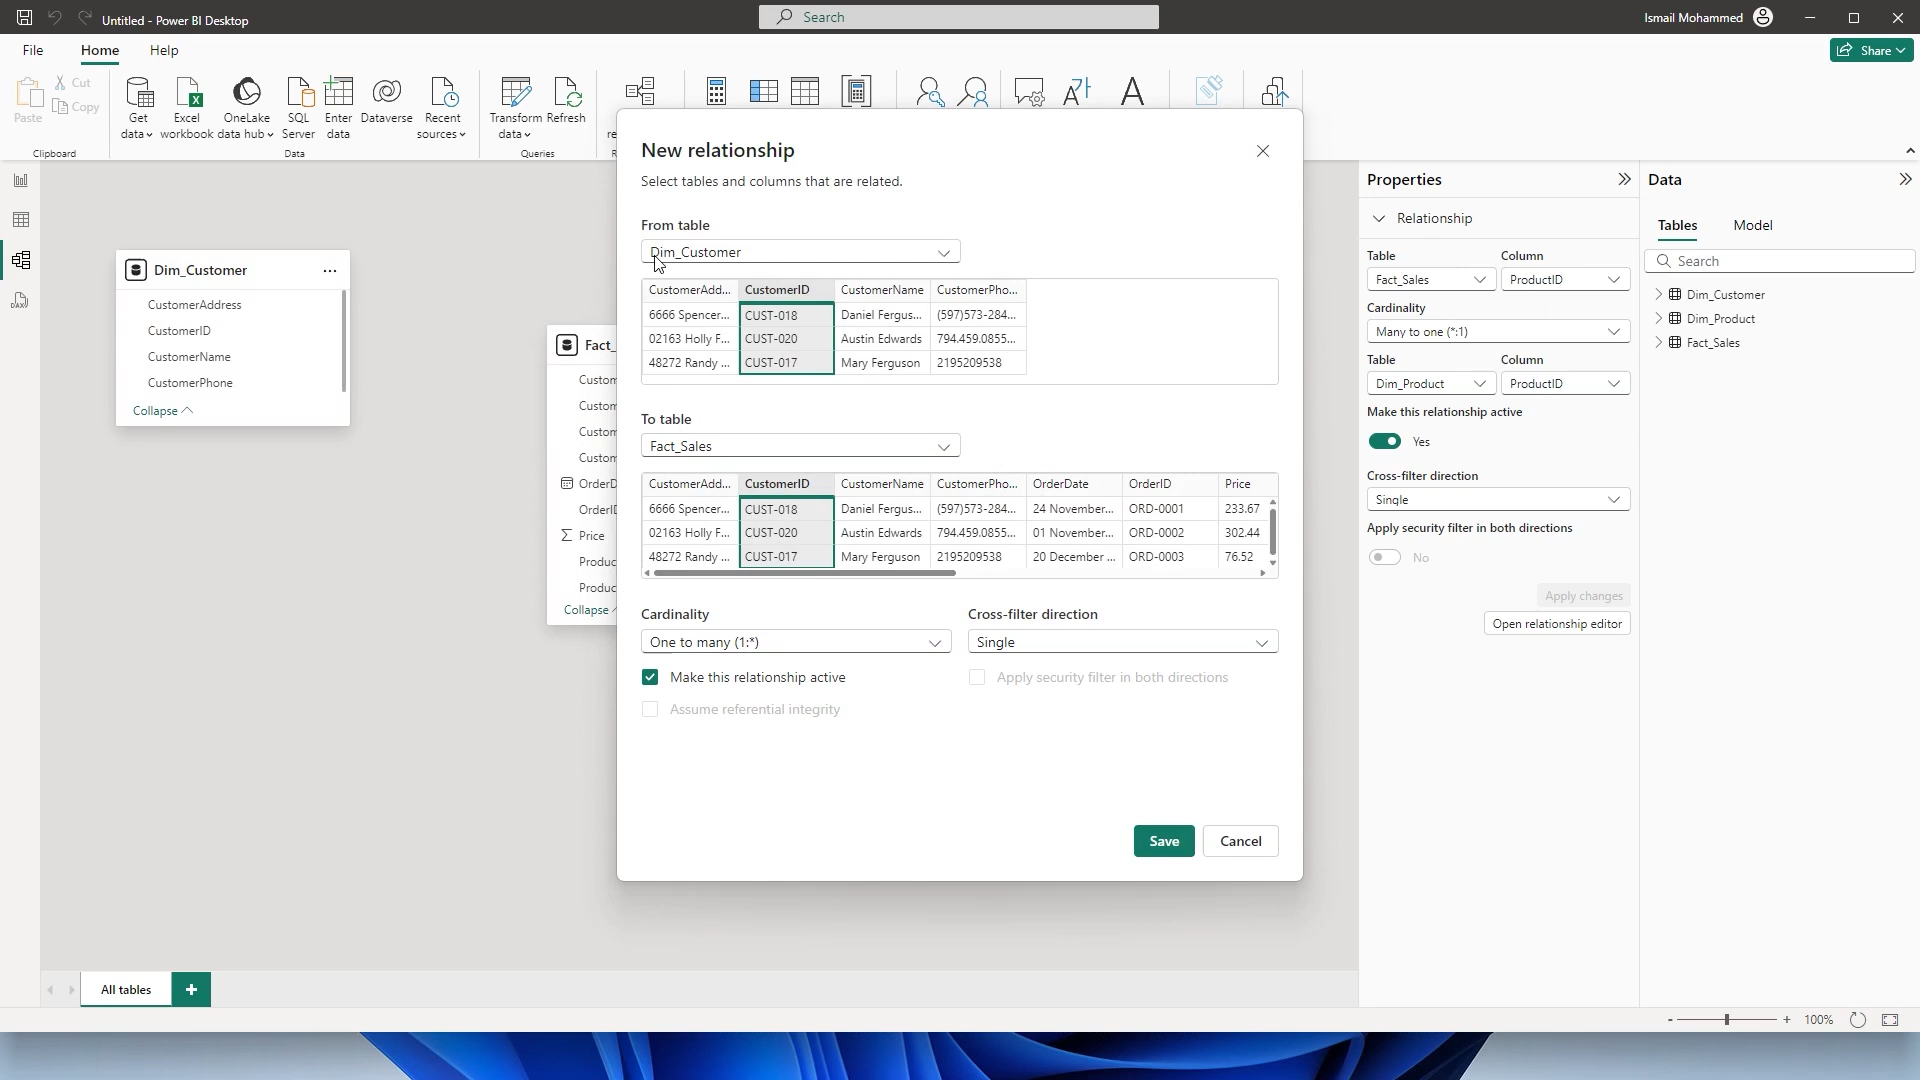 Untitled - Power BI Desktop
Search
Ismail Mohammed
File
Home
Help
Share
Paste
Cut
Copy
Clipboard
Get data
Excel workbook
OneLake data hub
SQL Server
Enter data
Dataverse
Recent sources
Data
Transform data
Refresh
Queries
re
R
New relationship
Select tables and columns that are related.
From table
Dim_Customer
CustomerAdd... CustomerID CustomerName CustomerPho...
6666 Spencer... CUST-018 Daniel Fergus... (597)573-284...
02163 Holly F... CUST-020 Austin Edwards 794.459.0855...
48272 Randy ... CUST-017 Mary Ferguson 2195209538
To table
Fact_Sales
CustomerAdd... CustomerID CustomerName CustomerPho... OrderDate OrderID Price
6666 Spencer... CUST-018 Daniel Fergus... (597)573-284... 24 November... ORD-0001 233.67
02163 Holly F... CUST-020 Austin Edwards 794.459.0855... 01 November... ORD-0002 302.44
48272 Randy ... CUST-017 Mary Ferguson 2195209538 20 December ... ORD-0003 76.52
Cardinality
One to many (1:*)
Cross-filter direction
Single
Make this relationship active
Apply security filter in both directions
Assume referential integrity
Save
Cancel
Dim_Customer
CustomerAddress
CustomerID
CustomerName
CustomerPhone
Collapse
Fact_
Custom
Custom
Custom
Custom
OrderD
OrderID
Price
Produc
Produc
Collapse
Properties
Relationship
Table
Column
Fact_Sales
ProductID
Cardinality
Many to one (*:1)
Table
Column
Dim_Product
ProductID
Make this relationship active
Yes
Cross-filter direction
Single
Apply security filter in both directions
No
Apply changes
Open relationship editor
Data
Tables
Model
Search
Dim_Customer
Dim_Product
Fact_Sales
DAX
All tables
+
- + 100%